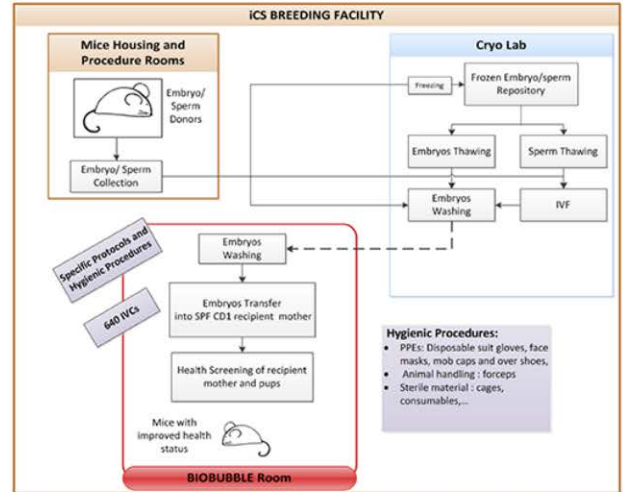 iCS BREEDING FACILITY
Mice Housing and
Procedure Rooms
Embryo/
Sperm
Donors
Embryo/ Sperm
Collection
Cryo Lab
Freezing
Frozen Embryo/sperm
Repository
Embryos Thawing
Sperm Thawing
Embryos
Washing
IVF
Specific Protocols and
Hygienic Procedures
640 IVCs
Embryos
Washing
Embryos Transfer
into SPF CD1 recipient mother
Health Screening of recipient
mother and pups
Mice with
improved health
status
BIOBUBBLE Room
Hygienic Procedures:
• PPEs: Disposable suit gloves, face
masks, mob caps and over shoes,
• Animal handling : forceps
• Sterile material : cages,
consumables,...